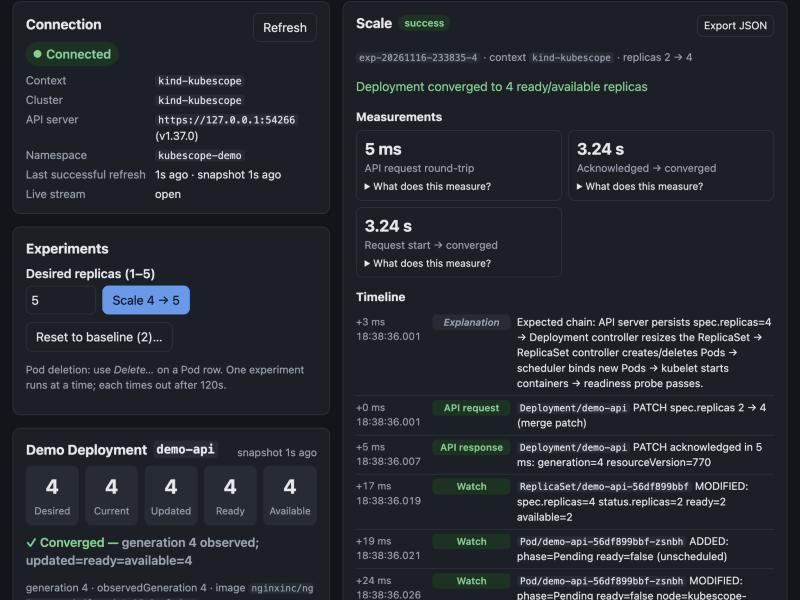 Connection
Refresh
● Connected
Context kind-kubescope
Cluster kind-kubescope
API server https://127.0.0.1:54266
(v1.37.0)
Namespace kubescope-demo
Last successful refresh 1s ago · snapshot 1s ago
Live stream open
Experiments
Desired replicas (1–5)
5
Scale 4 → 5
Reset to baseline (2)...
Pod deletion: use Delete... on a Pod row. One experiment
runs at a time; each times out after 120s.
Demo Deployment demo-api snapshot 1s ago
4 4 4 4 4
Desired Current Updated Ready Available
✓ Converged — generation 4 observed;
updated=ready=available=4
generation 4 · observedGeneration 4 · image nginxinc/ng
Scale success
Export JSON
exp-20261116-233835-4 · context kind-kubescope · replicas 2 → 4
Deployment converged to 4 ready/available replicas
Measurements
5 ms
API request round-trip
▶ What does this measure?
3.24 s
Acknowledged → converged
▶ What does this measure?
3.24 s
Request start → converged
▶ What does this measure?
Timeline
+3 ms Explanation Expected chain: API server persists spec.replicas=4
18:38:36.001 → Deployment controller resizes the ReplicaSet →
ReplicaSet controller creates/deletes Pods →
scheduler binds new Pods → kubelet starts
containers → readiness probe passes.
+0 ms API request Deployment/demo-api PATCH spec.replicas 2 → 4
18:38:36.001 (merge patch)
+5 ms API response Deployment/demo-api PATCH acknowledged in 5
18:38:36.007 ms: generation=4 resourceVersion=770
+17 ms Watch ReplicaSet/demo-api-56df899bbf MODIFIED:
18:38:36.019 spec.replicas=4 status.replicas=2 ready=2
available=2
+19 ms Watch Pod/demo-api-56df899bbf-zsnbh ADDED:
18:38:36.021 phase=Pending ready=false (unscheduled)
+24 ms Watch Pod/demo-api-56df899bbf-zsnbh MODIFIED:
18:38:36.026 phase=Pending ready=false node=kubescope-